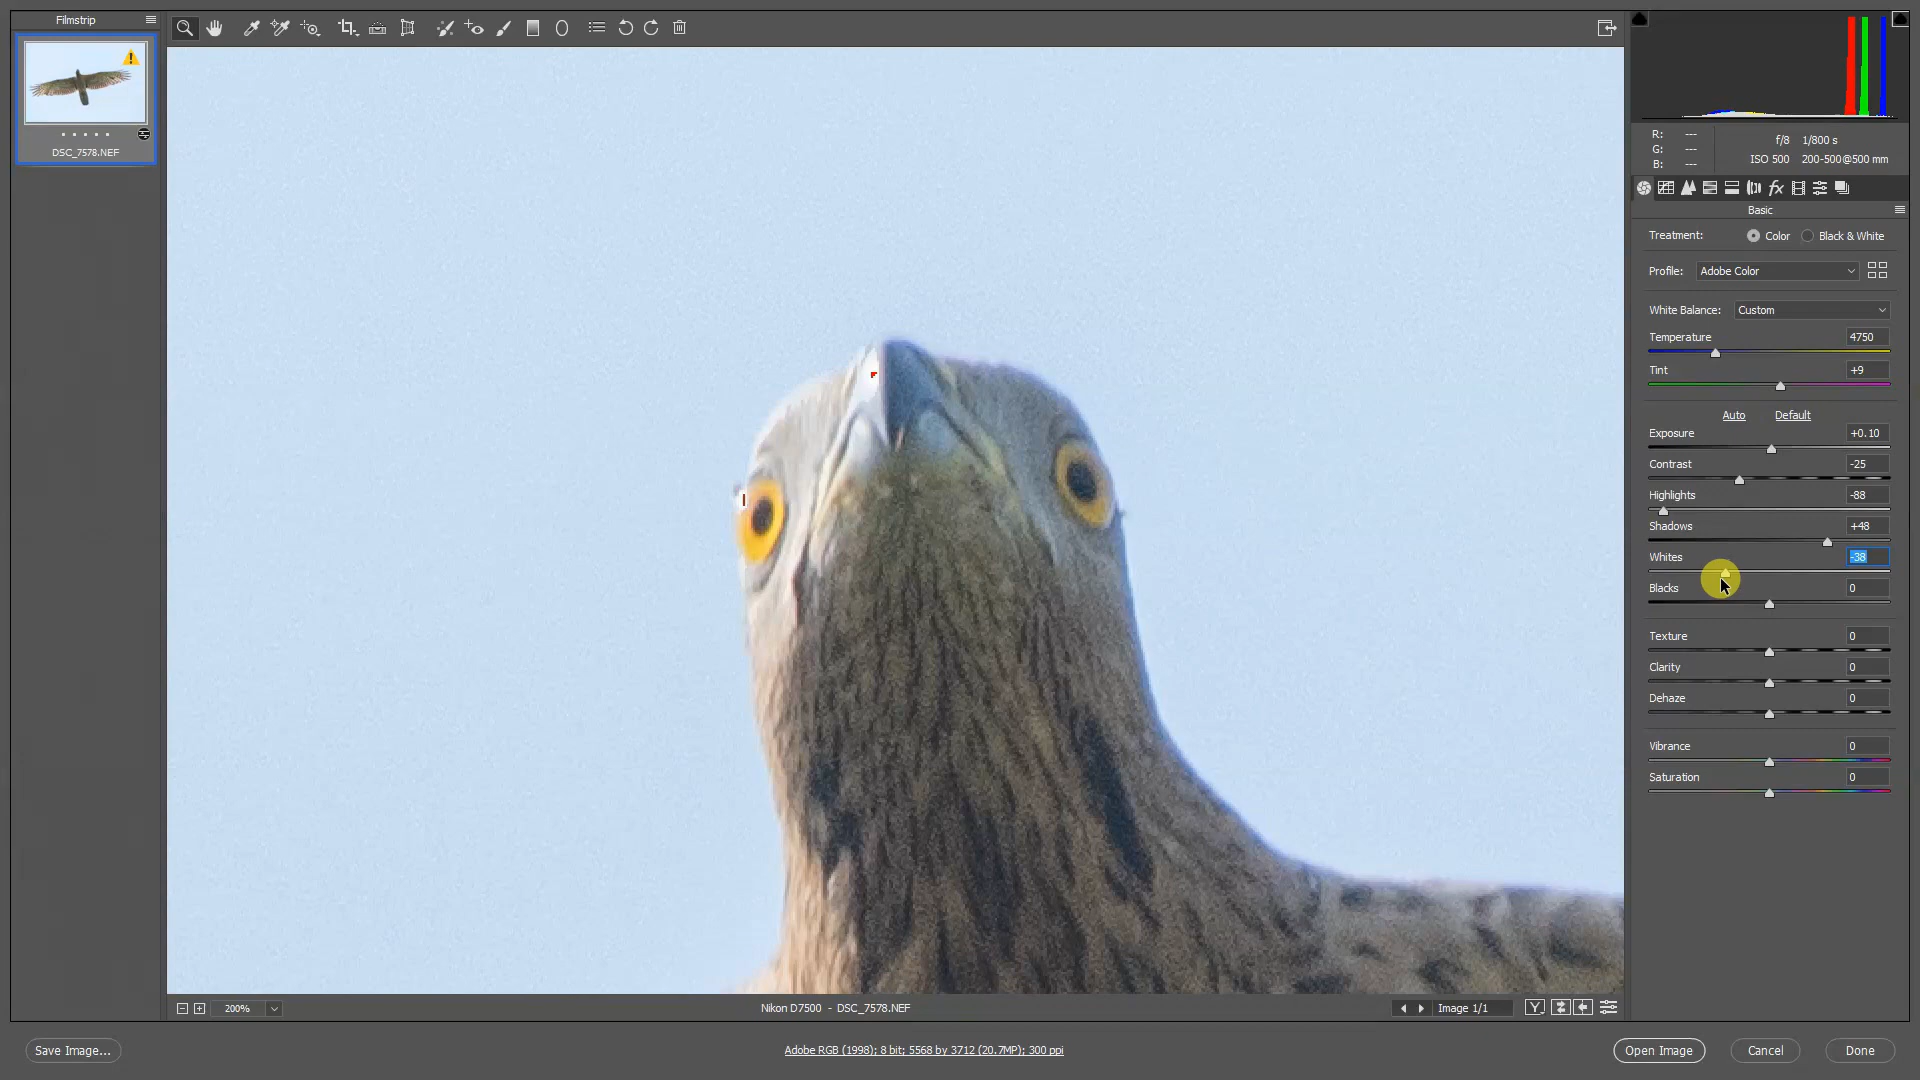 Filmstrip
DSC_7578.NEF
R: ---
G: ---
B: ---
f/8 1/800 s
ISO 500 200-500@500 mm
fx
Basic
Treatment: Color Black & White
Profile: Adobe Color
White Balance: Custom
Temperature 4750
Tint +9
Auto Default
Exposure +0.10
Contrast -25
Highlights -88
Shadows +48
Whites -38
Blacks 0
Texture 0
Clarity 0
Dehaze 0
Vibrance 0
Saturation 0
200%
Nikon D7500 - DSC_7578.NEF
Image 1/1
Y
Save Image...
Adobe RGB (1998); 8 bit; 5568 by 3712 (20.7MP); 300 ppi
Open Image
Cancel
Done